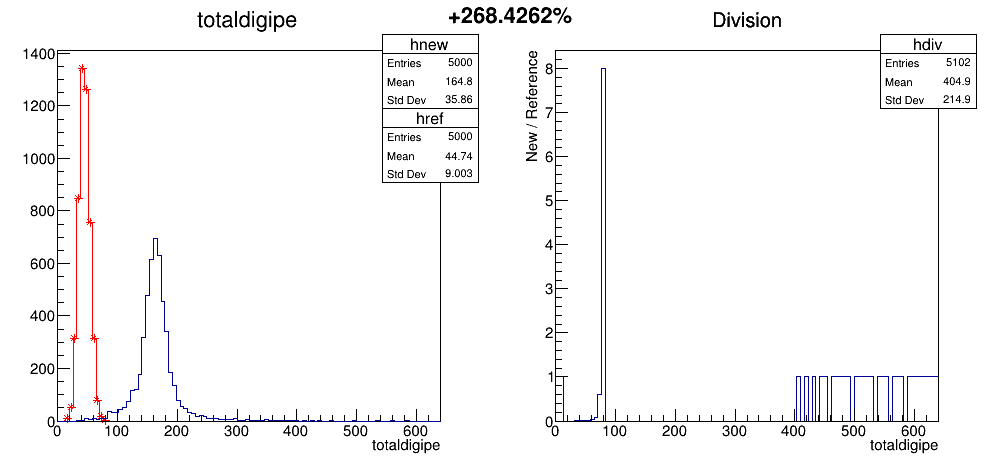 +268.4262%
totaldigipe
hnew
Entries 5000
Mean 164.8
Std Dev 35.86
href
Entries 5000
Mean 44.74
Std Dev 9.003
1400
1200
1000
800
600
400
200
0
0 100 200 300 400 500 600
totaldigipe
Division
hdiv
Entries 5102
Mean 404.9
Std Dev 214.9
New / Reference
8
7
6
5
4
3
2
1
0
0 100 200 300 400 500 600
totaldigipe